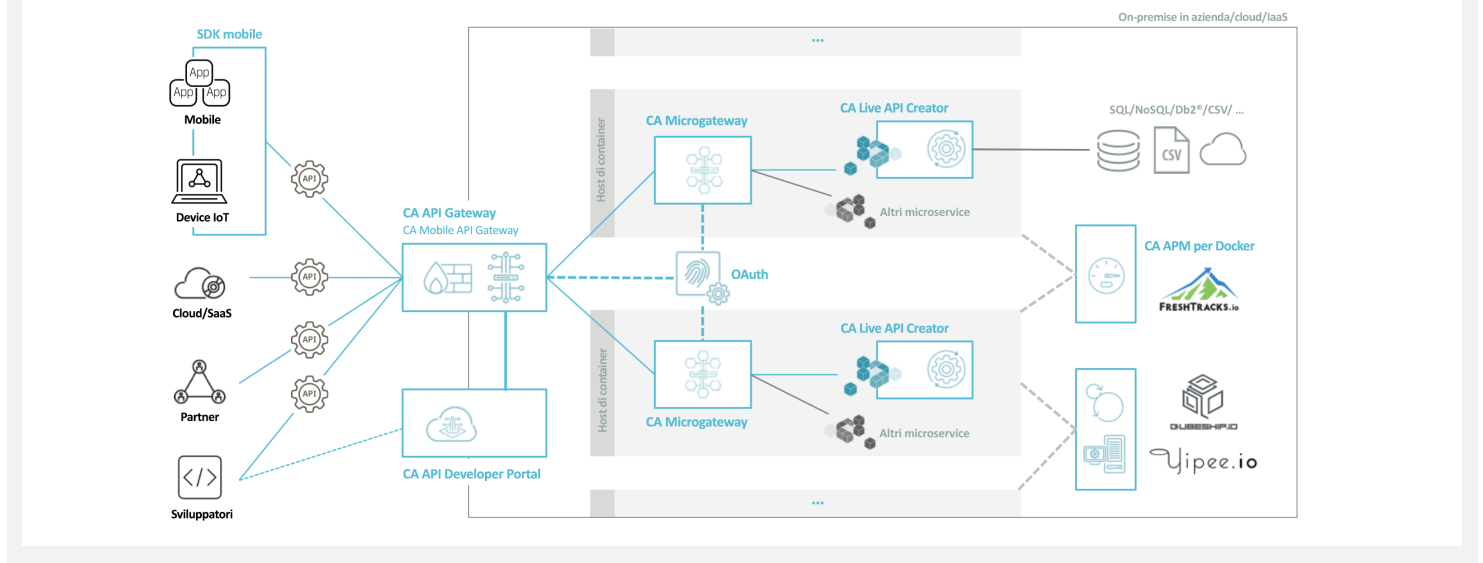 On-premise in azienda/cloud/IaaS
SDK mobile
...
App
App App
Mobile
Device IoT
API
Cloud/SaaS
API
Partner
API
Sviluppatori
API
CA API Gateway
CA Mobile API Gateway
CA API Developer Portal
Host di container
CA Microgateway
CA Live API Creator
Altri microservice
OAuth
Host di container
CA Microgateway
CA Live API Creator
Altri microservice
...
SQL/NoSQL/Db2®/CSV/ ...
CSV
CA APM per Docker
FRESHTRACKS.io
QUBESHIP.IO
Yipee.io